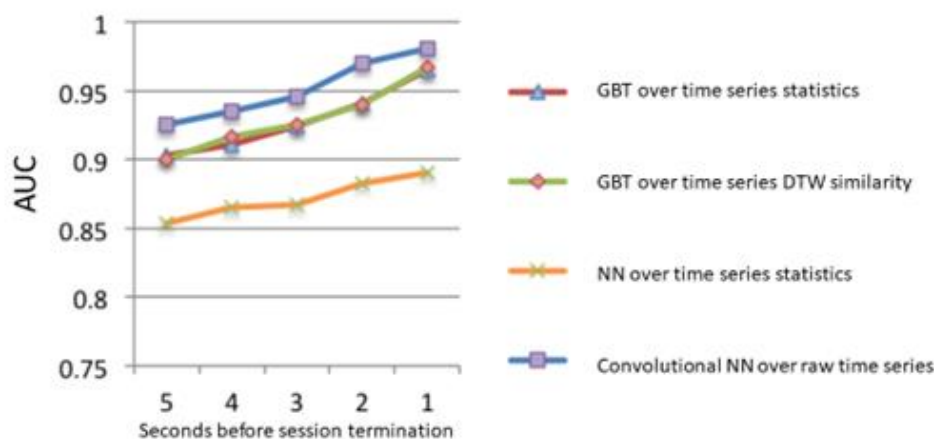 1
0.95
0.9
0.85
0.8
0.75
AUC
5 4 3 2 1
Seconds before session termination
GBT over time series statistics
GBT over time series DTW similarity
NN over time series statistics
Convolutional NN over raw time series